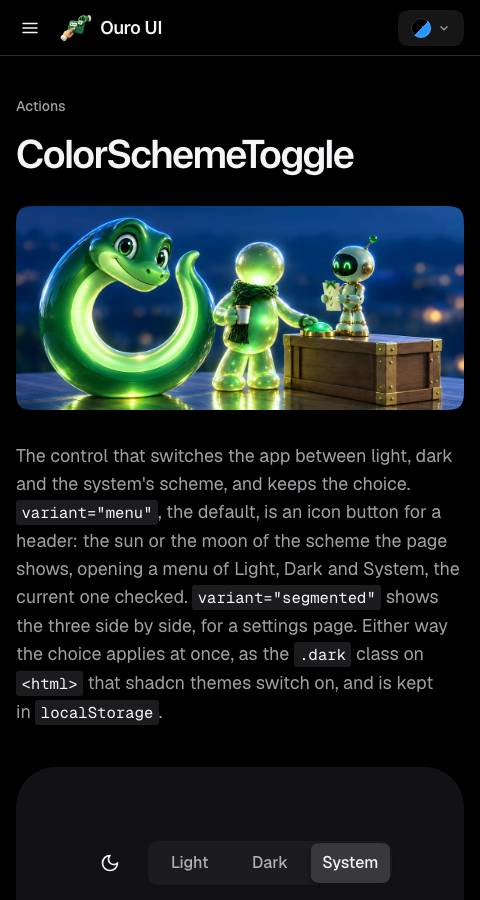 Ouro UI
Actions
ColorSchemeToggle
The control that switches the app between light, dark
and the system's scheme, and keeps the choice.
variant="menu", the default, is an icon button for a
header: the sun or the moon of the scheme the page
shows, opening a menu of Light, Dark and System, the
current one checked. variant="segmented" shows
the three side by side, for a settings page. Either way
the choice applies at once, as the .dark class on
<html> that shadcn themes switch on, and is kept
in localStorage.
Light Dark System